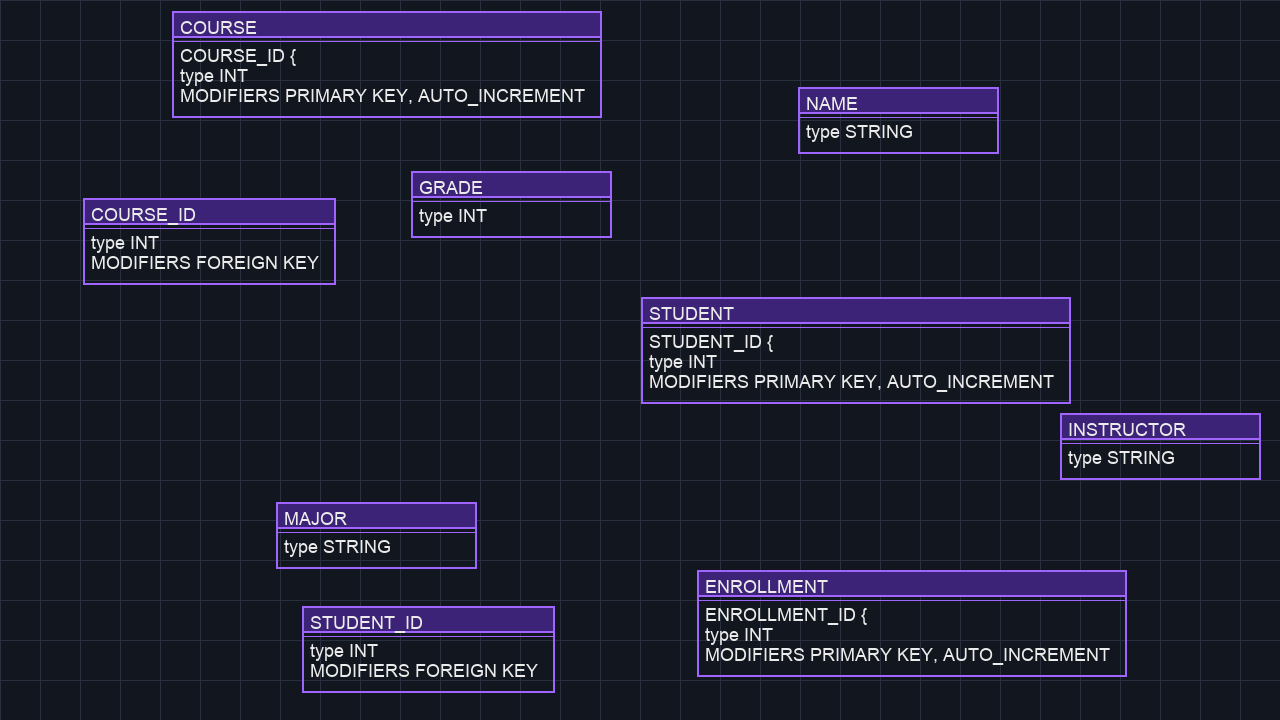 COURSE
COURSE_ID {
type INT
MODIFIERS PRIMARY KEY, AUTO_INCREMENT
NAME
type STRING
GRADE
type INT
COURSE_ID
type INT
MODIFIERS FOREIGN KEY
STUDENT
STUDENT_ID {
type INT
MODIFIERS PRIMARY KEY, AUTO_INCREMENT
INSTRUCTOR
type STRING
MAJOR
type STRING
ENROLLMENT
ENROLLMENT_ID {
type INT
MODIFIERS PRIMARY KEY, AUTO_INCREMENT
STUDENT_ID
type INT
MODIFIERS FOREIGN KEY